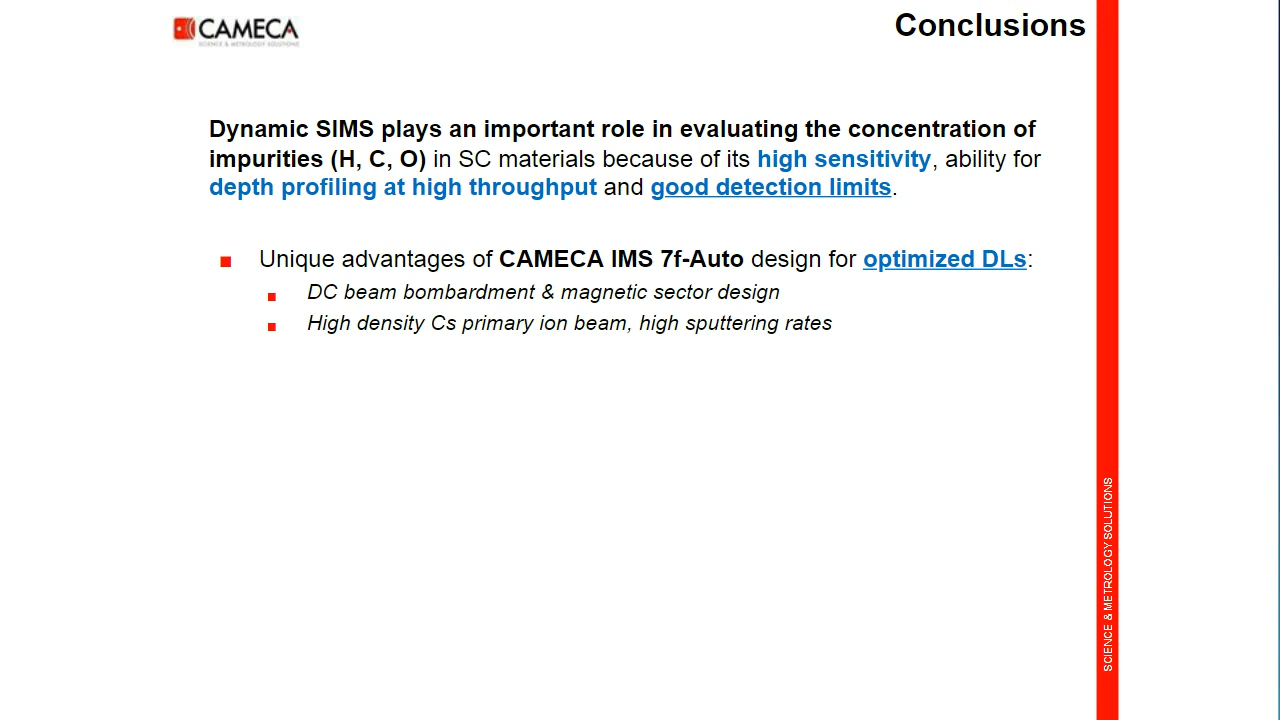 CAMECA
SCIENCE & METROLOGY SOLUTIONS
Conclusions
Dynamic SIMS plays an important role in evaluating the concentration of
impurities (H, C, O) in SC materials because of its high sensitivity, ability for
depth profiling at high throughput and good detection limits.
Unique advantages of CAMECA IMS 7f-Auto design for optimized DLs:
DC beam bombardment & magnetic sector design
High density Cs primary ion beam, high sputtering rates
SCIENCE & METROLOGY SOLUTIONS